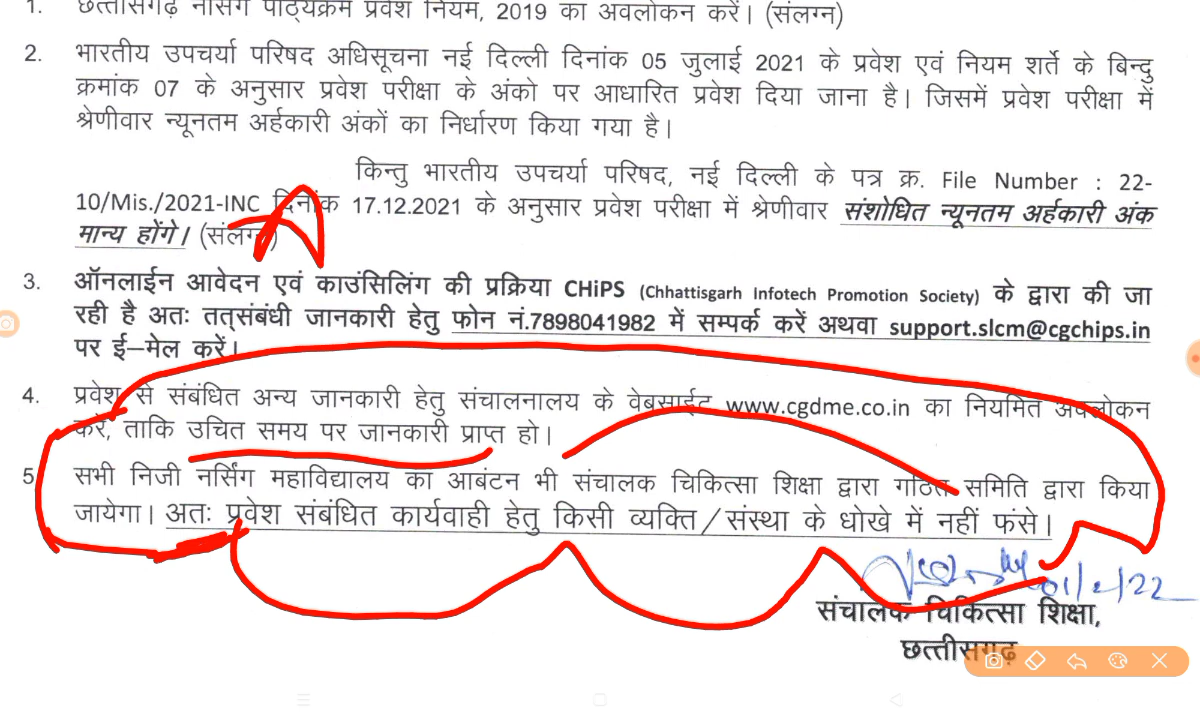 1. छत्तीसगढ़ नर्सिंग पाठ्यक्रम प्रवेश नियम, 2019 का अवलोकन करें। (संलग्न)
2. भारतीय उपचर्या परिषद अधिसूचना नई दिल्ली दिनांक 05 जुलाई 2021 के प्रवेश एवं नियम शर्ते के बिन्दु
क्रमांक 07 के अनुसार प्रवेश परीक्षा के अंको पर आधारित प्रवेश दिया जाना है। जिसमें प्रवेश परीक्षा में
श्रेणीवार न्यूनतम अर्हकारी अंकों का निर्धारण किया गया है।
किन्तु भारतीय उपचर्या परिषद, नई दिल्ली के पत्र क्र. File Number : 22-
10/Mis./2021-INC दिनांक 17.12.2021 के अनुसार प्रवेश परीक्षा में श्रेणीवार संशोधित न्यूनतम अर्हकारी अंक
मान्य होंगे। (संलग्न)
3. ऑनलाईन आवेदन एवं काउंसिलिंग की प्रक्रिया CHiPS (Chhattisgarh Infotech Promotion Society) के द्वारा की जा
रही है अतः तत्संबंधी जानकारी हेतु फोन नं.7898041982 में सम्पर्क करें अथवा support.slcm@cgchips.in
पर ई–मेल करें।
4. प्रवेश से संबंधित अन्य जानकारी हेतु संचालनालय के वेबसाईट www.cgdme.co.in का नियमित अवलोकन
करें, ताकि उचित समय पर जानकारी प्राप्त हो।
5. सभी निजी नर्सिंग महाविद्यालय का आबंटन भी संचालक चिकित्सा शिक्षा द्वारा गठित समिति द्वारा किया
जायेगा। अतः प्रवेश संबंधित कार्यवाही हेतु किसी व्यक्ति/संस्था के धोखे में नहीं फंसे।
संचालक चिकित्सा शिक्षा,
छत्तीसगढ़